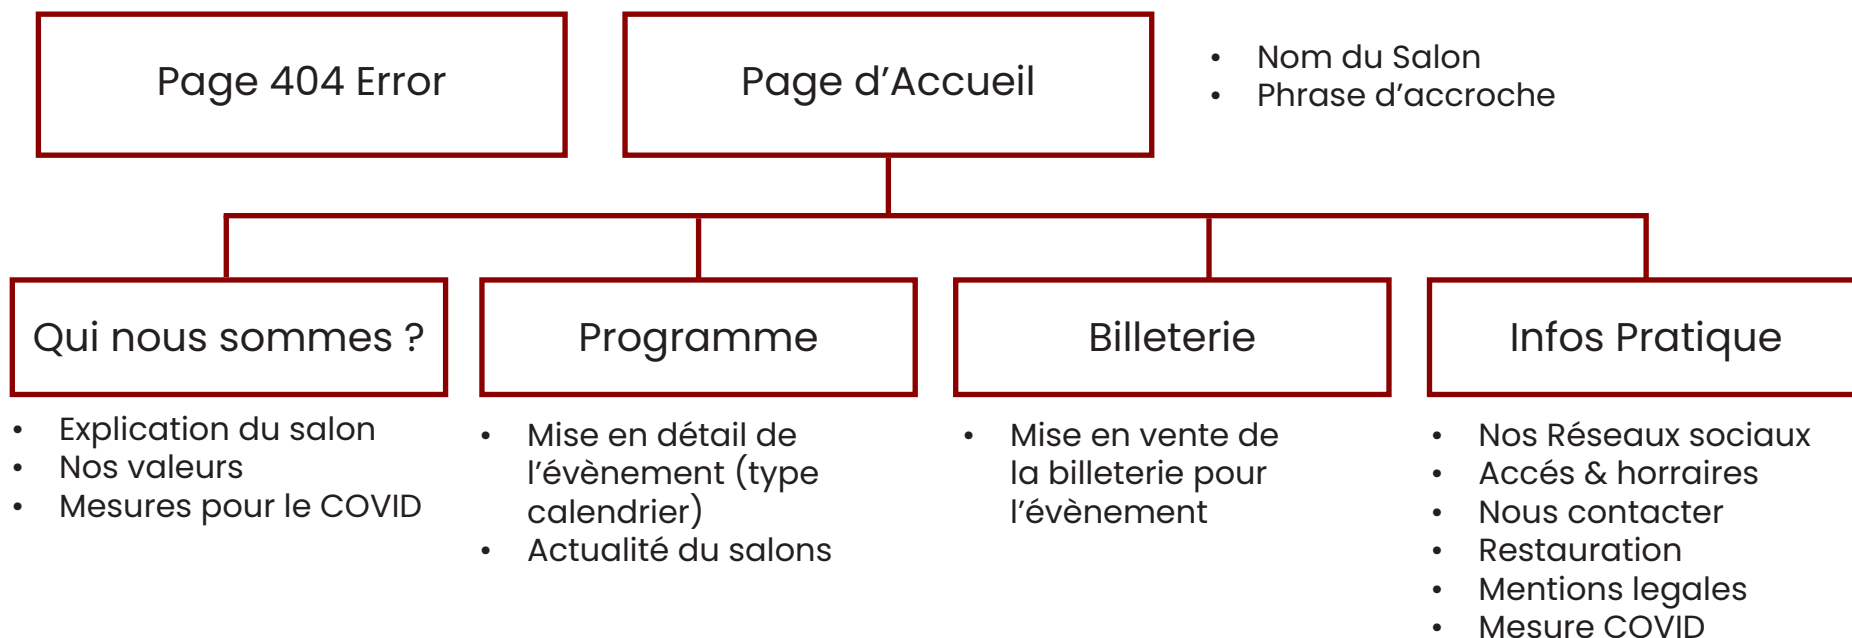 Page 404 Error
Page d’Accueil
• Nom du Salon
• Phrase d’accroche
Qui nous sommes ?
Programme
Billeterie
Infos Pratique
• Explication du salon
• Nos valeurs
• Mesures pour le COVID
• Mise en détail de
l’évènement (type
calendrier)
• Actualité du salons
• Mise en vente de
la billeterie pour
l’évènement
• Nos Réseaux sociaux
• Accés & horraires
• Nous contacter
• Restauration
• Mentions legales
• Mesure COVID